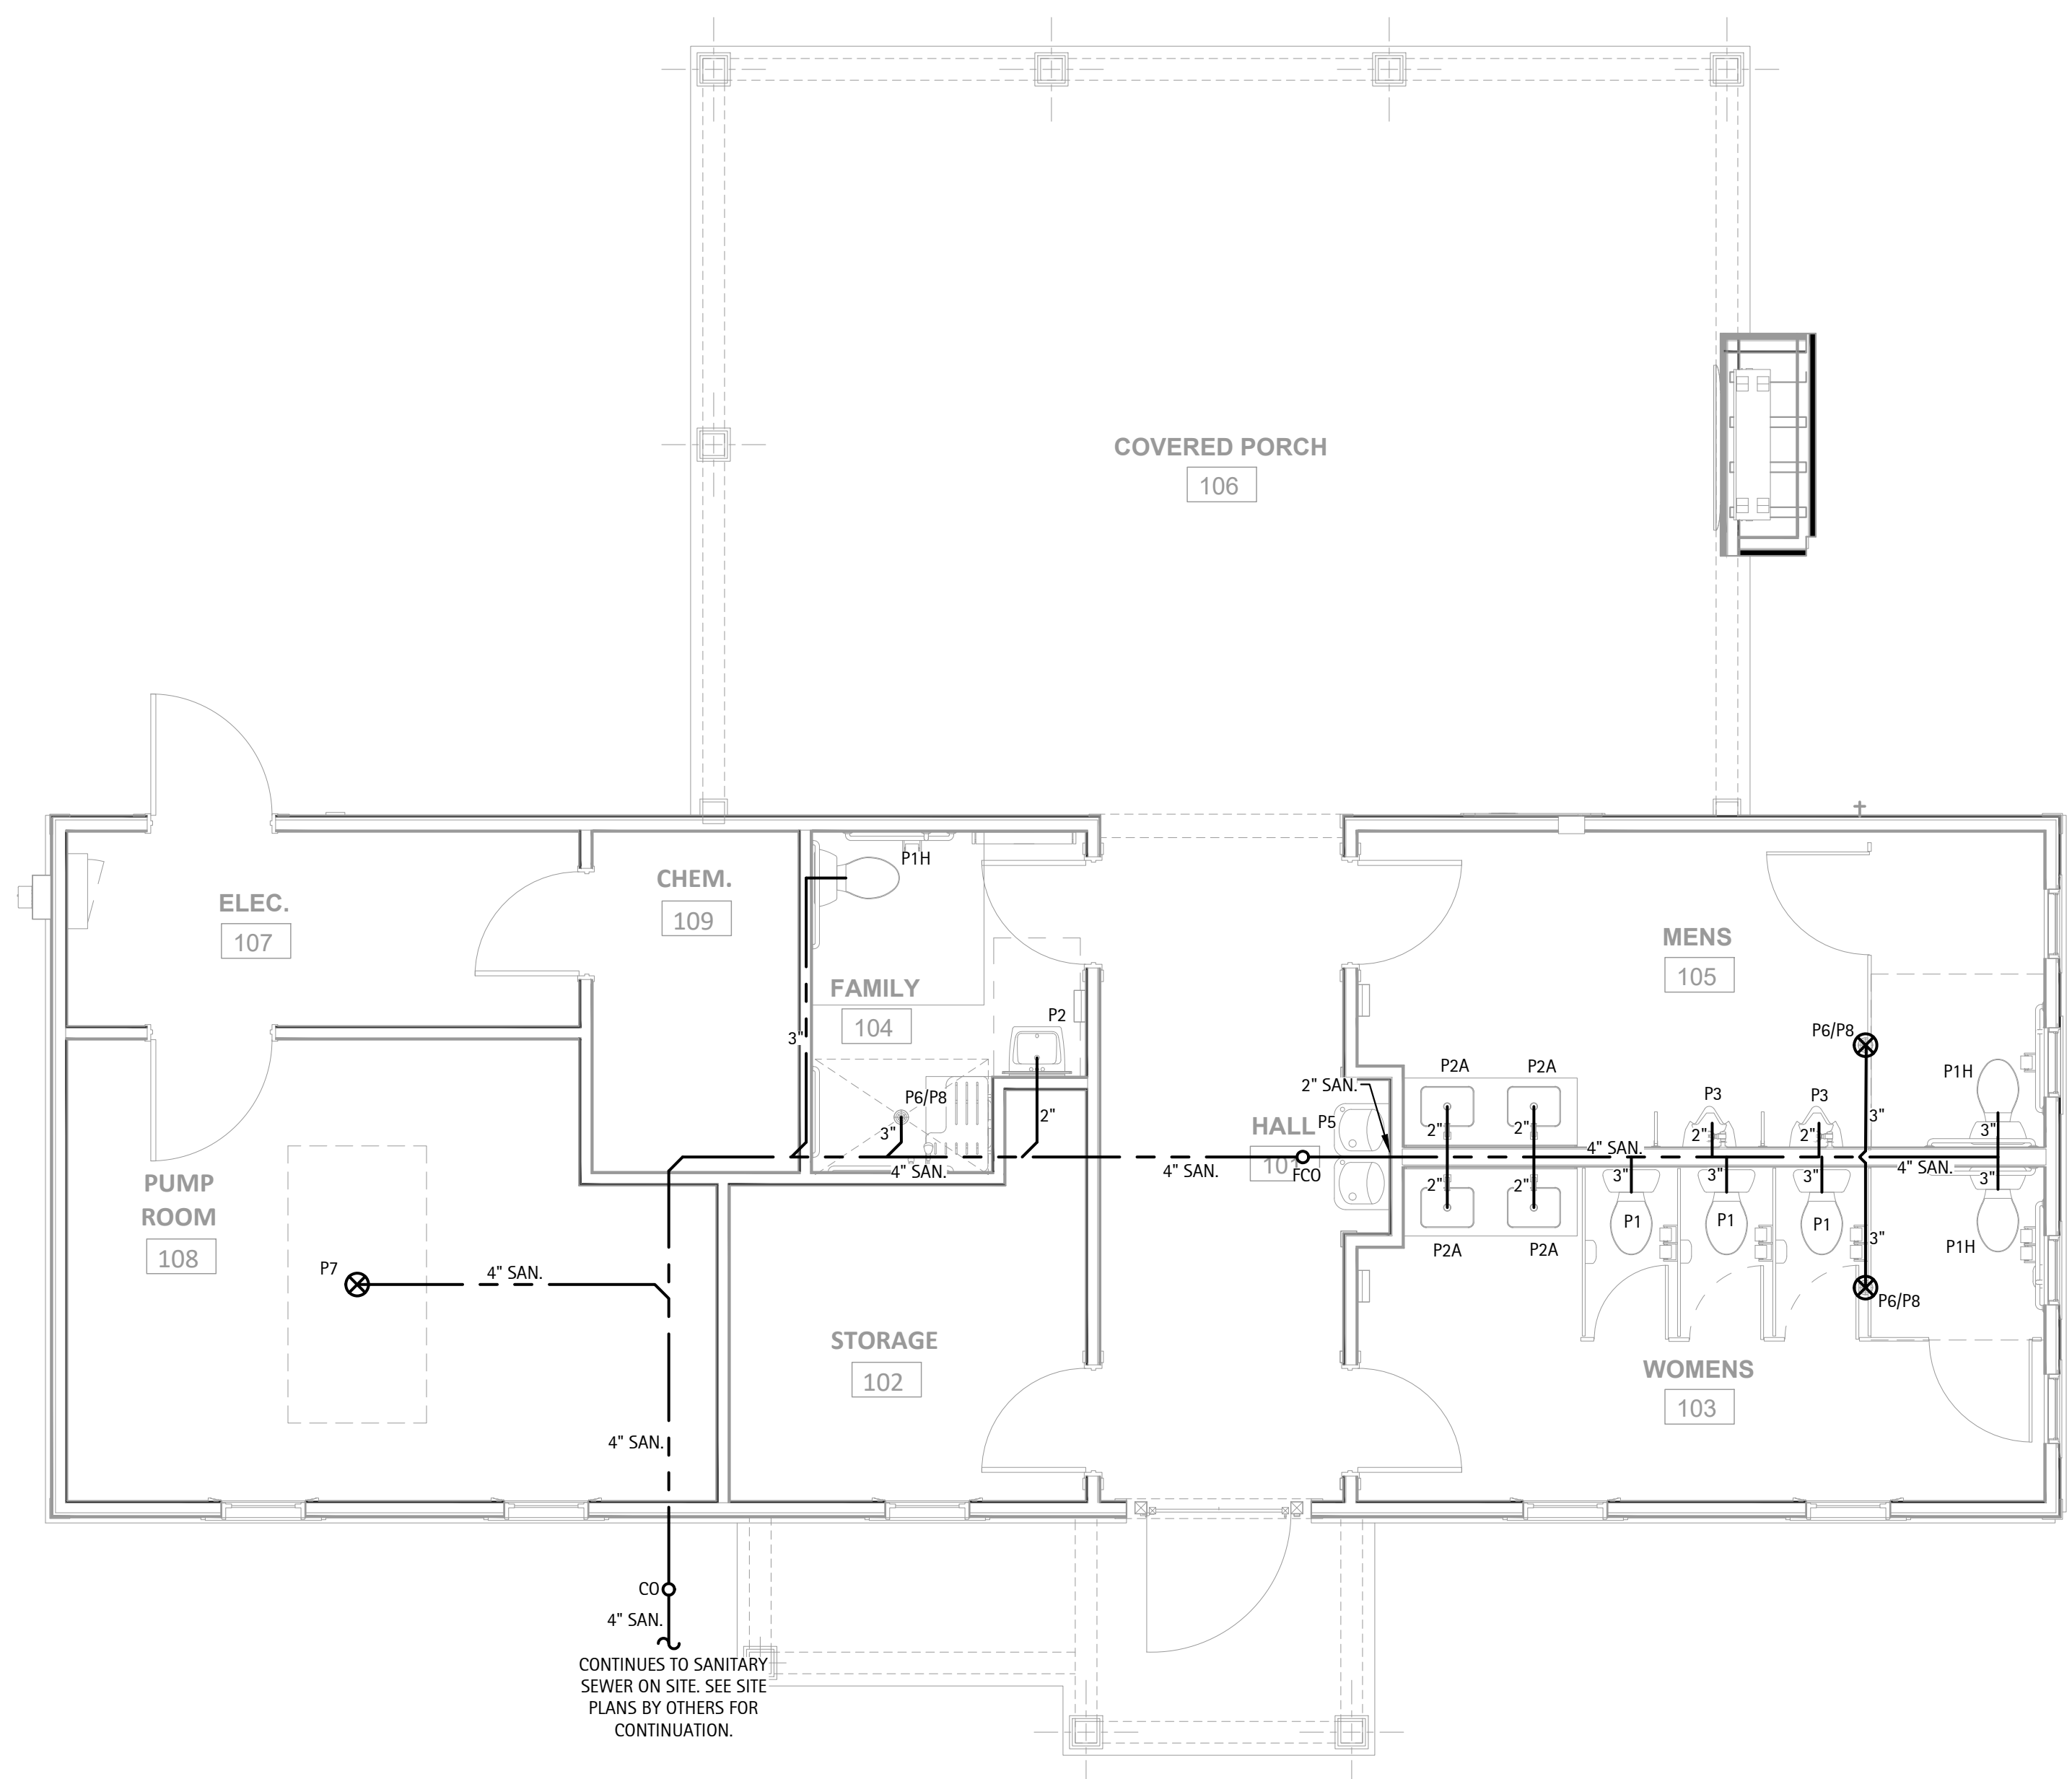 COVERED PORCH
106
P1H
CHEM.
109
ELEC.
107
MENS
105
FAMILY
104
P2
P6/P8
3"
P2A
P2A
P1H
2" SAN.
P6/P8
P3
P3
2"
3"
HALL
P5
101
FCO
3"
2"
2"
2"
2"
3"
4" SAN.
4" SAN.
4" SAN.
4" SAN.
3"
3"
3"
3"
2"
2"
PUMP
ROOM
108
P1
P1
P1
3"
P2A
P2A
P1H
P7
4" SAN.
P6/P8
STORAGE
102
WOMENS
103
4" SAN.
CO
4" SAN.
CONTINUES TO SANITARY
SEWER ON SITE. SEE SITE
PLANS BY OTHERS FOR
CONTINUATION.